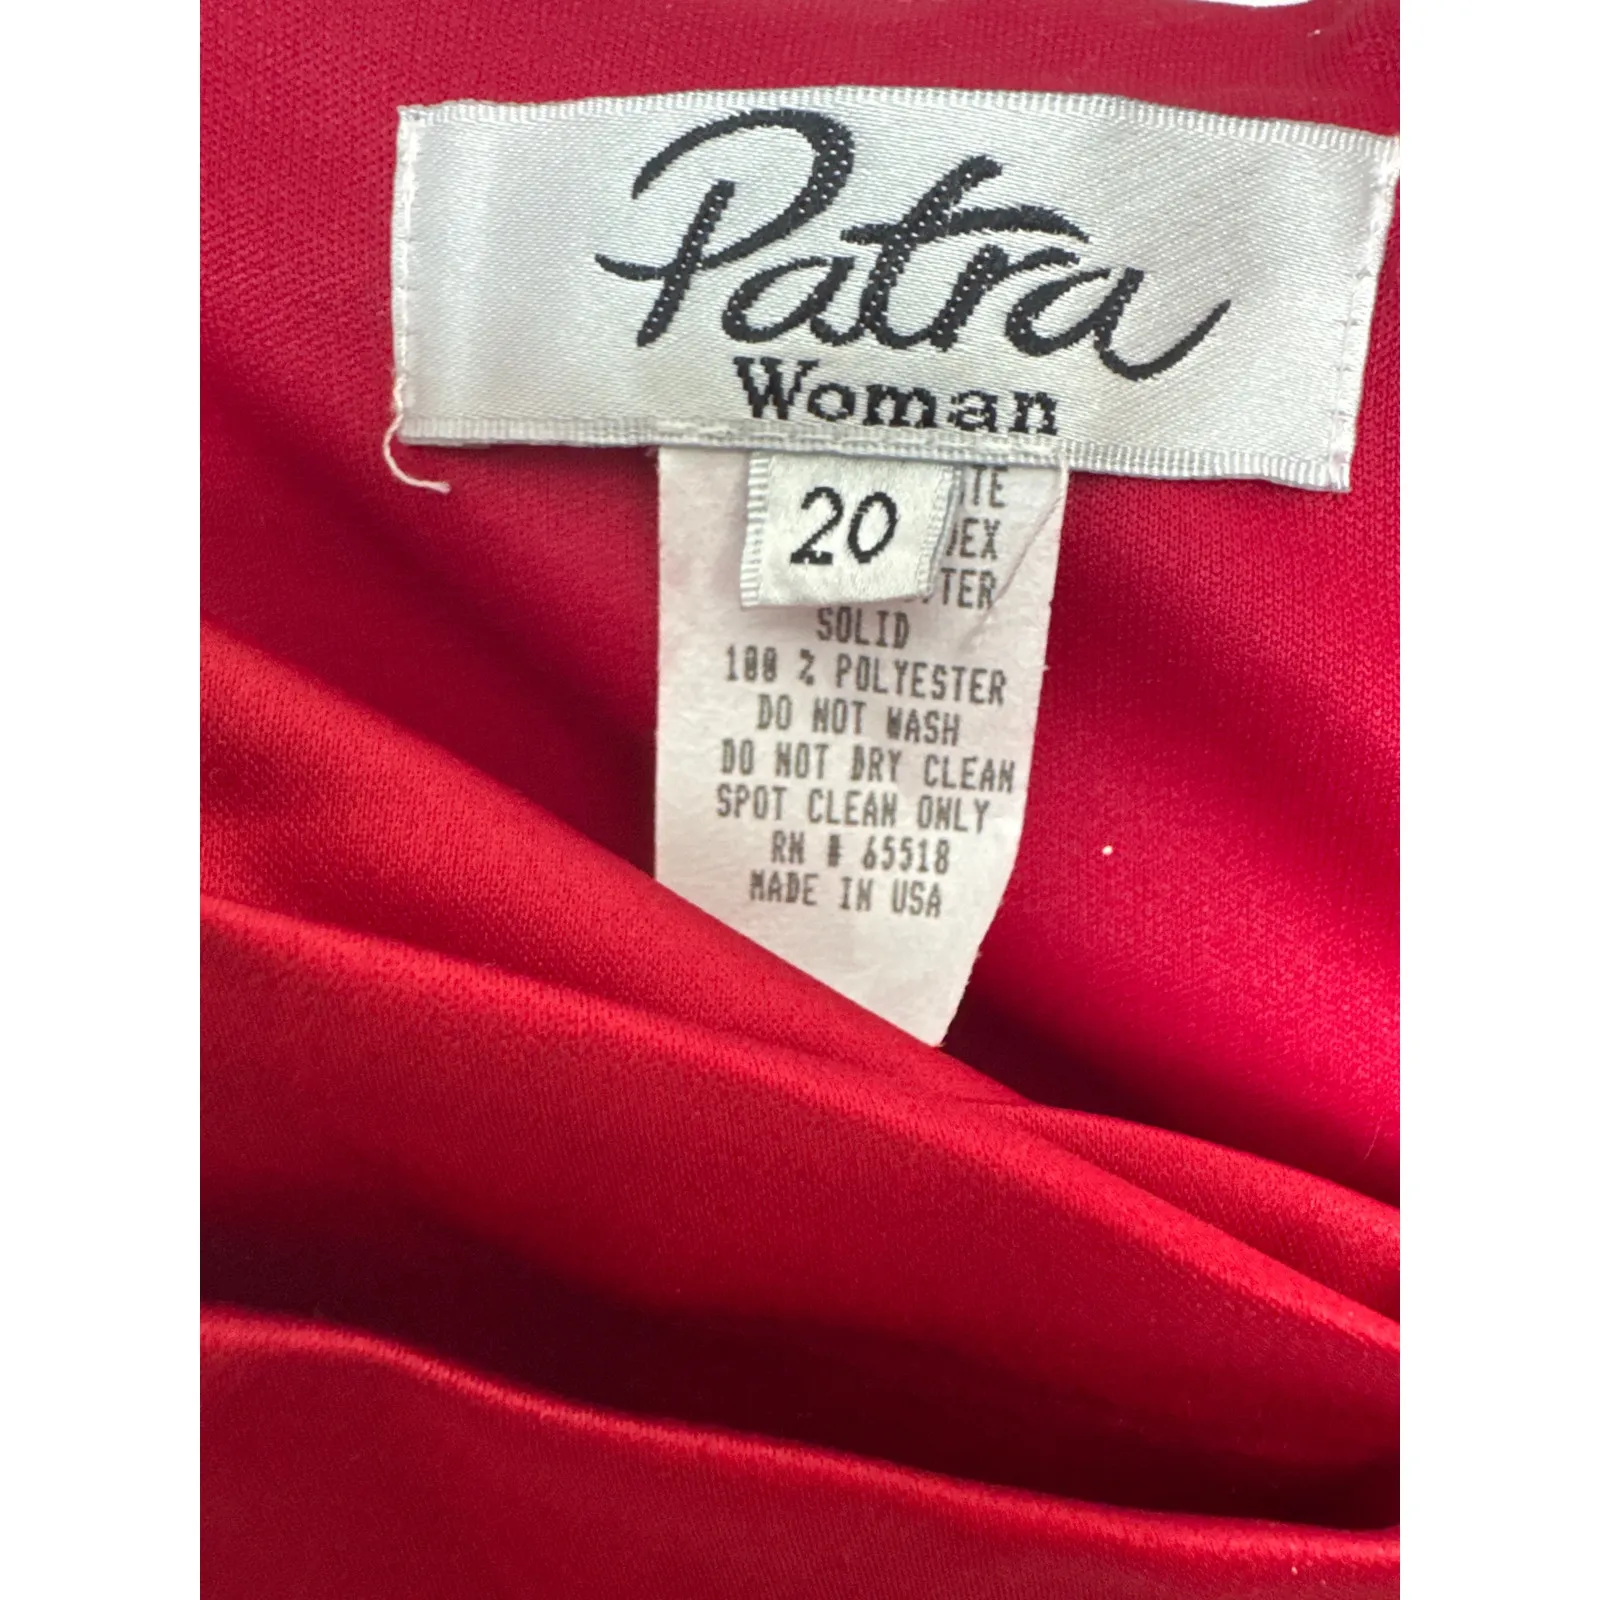 Patra
Woman
20
SOLID
100 % POLYESTER
DO NOT WASH
DO NOT DRY CLEAN
SPOT CLEAN ONLY
RN # 65518
MADE IN USA